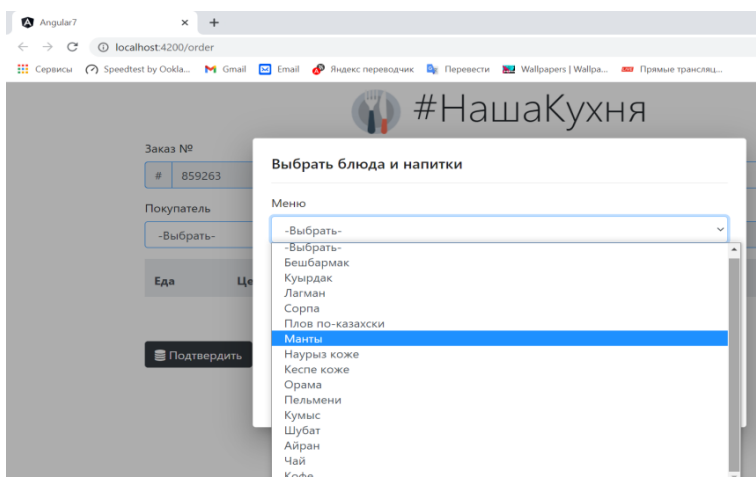 Angular7
localhost:4200/order
Сервисы Speedtest by Ookla... Gmail Email Яндекс переводчик Перевести Wallpapers | Wallpa... Прямые трансляц...
#НашаКухня
Заказ №
# 859263
Покупатель
-Выбрать-
Еда Це
Подтвердить
Выбрать блюда и напитки
Меню
-Выбрать-
-Выбрать-
Бешбармак
Куырдак
Лагман
Сорпа
Плов по-казахски
Манты
Наурыз коже
Кеспе коже
Орама
Пельмени
Кумыс
Шубат
Айран
Чай
Кофе